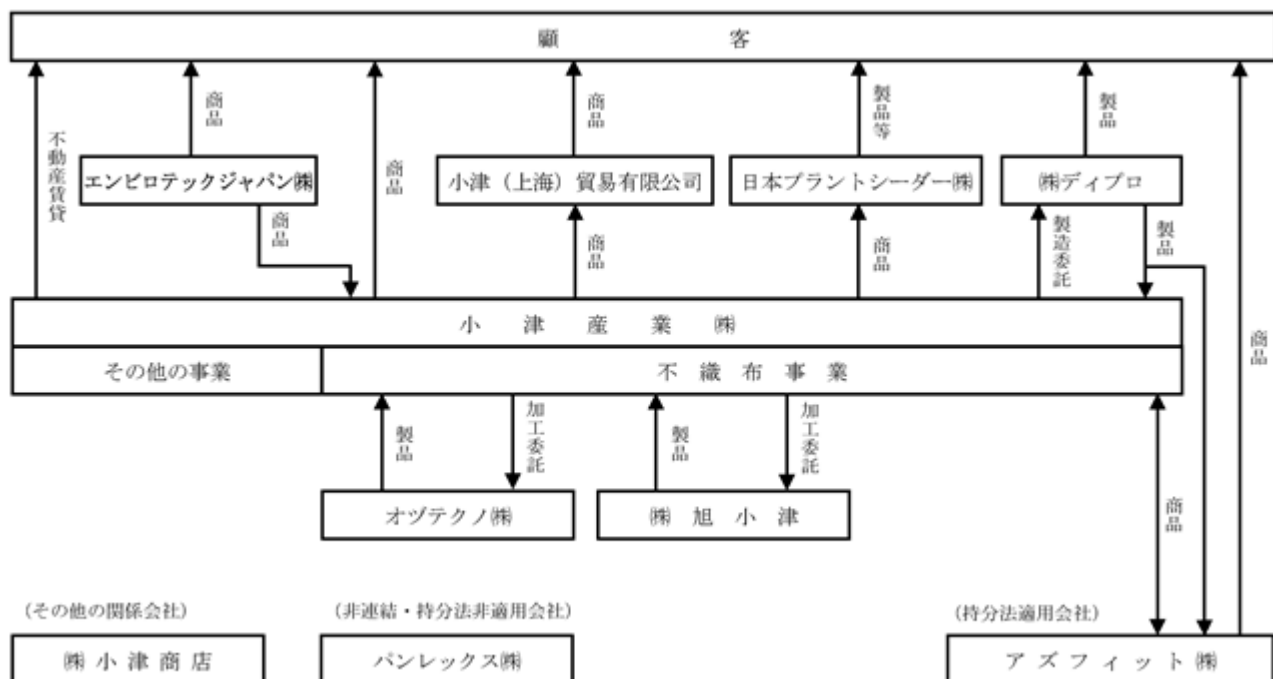 顧客
不動産賃貸
商品
商品
商品
製品等
製品
エンビロテックジャパン㈱
小津（上海）貿易有限公司
日本プラントシーダー㈱
㈱ディプロ
商品
商品
商品
製造委託
製品
商品
小津産業㈱
その他の事業
不織布事業
製品
加工委託
製品
加工委託
商品
オヅテクノ㈱
㈱旭小津
（その他の関係会社）
（非連結・持分法非適用会社）
（持分法適用会社）
㈱小津商店
パンレックス㈱
アズフィット㈱